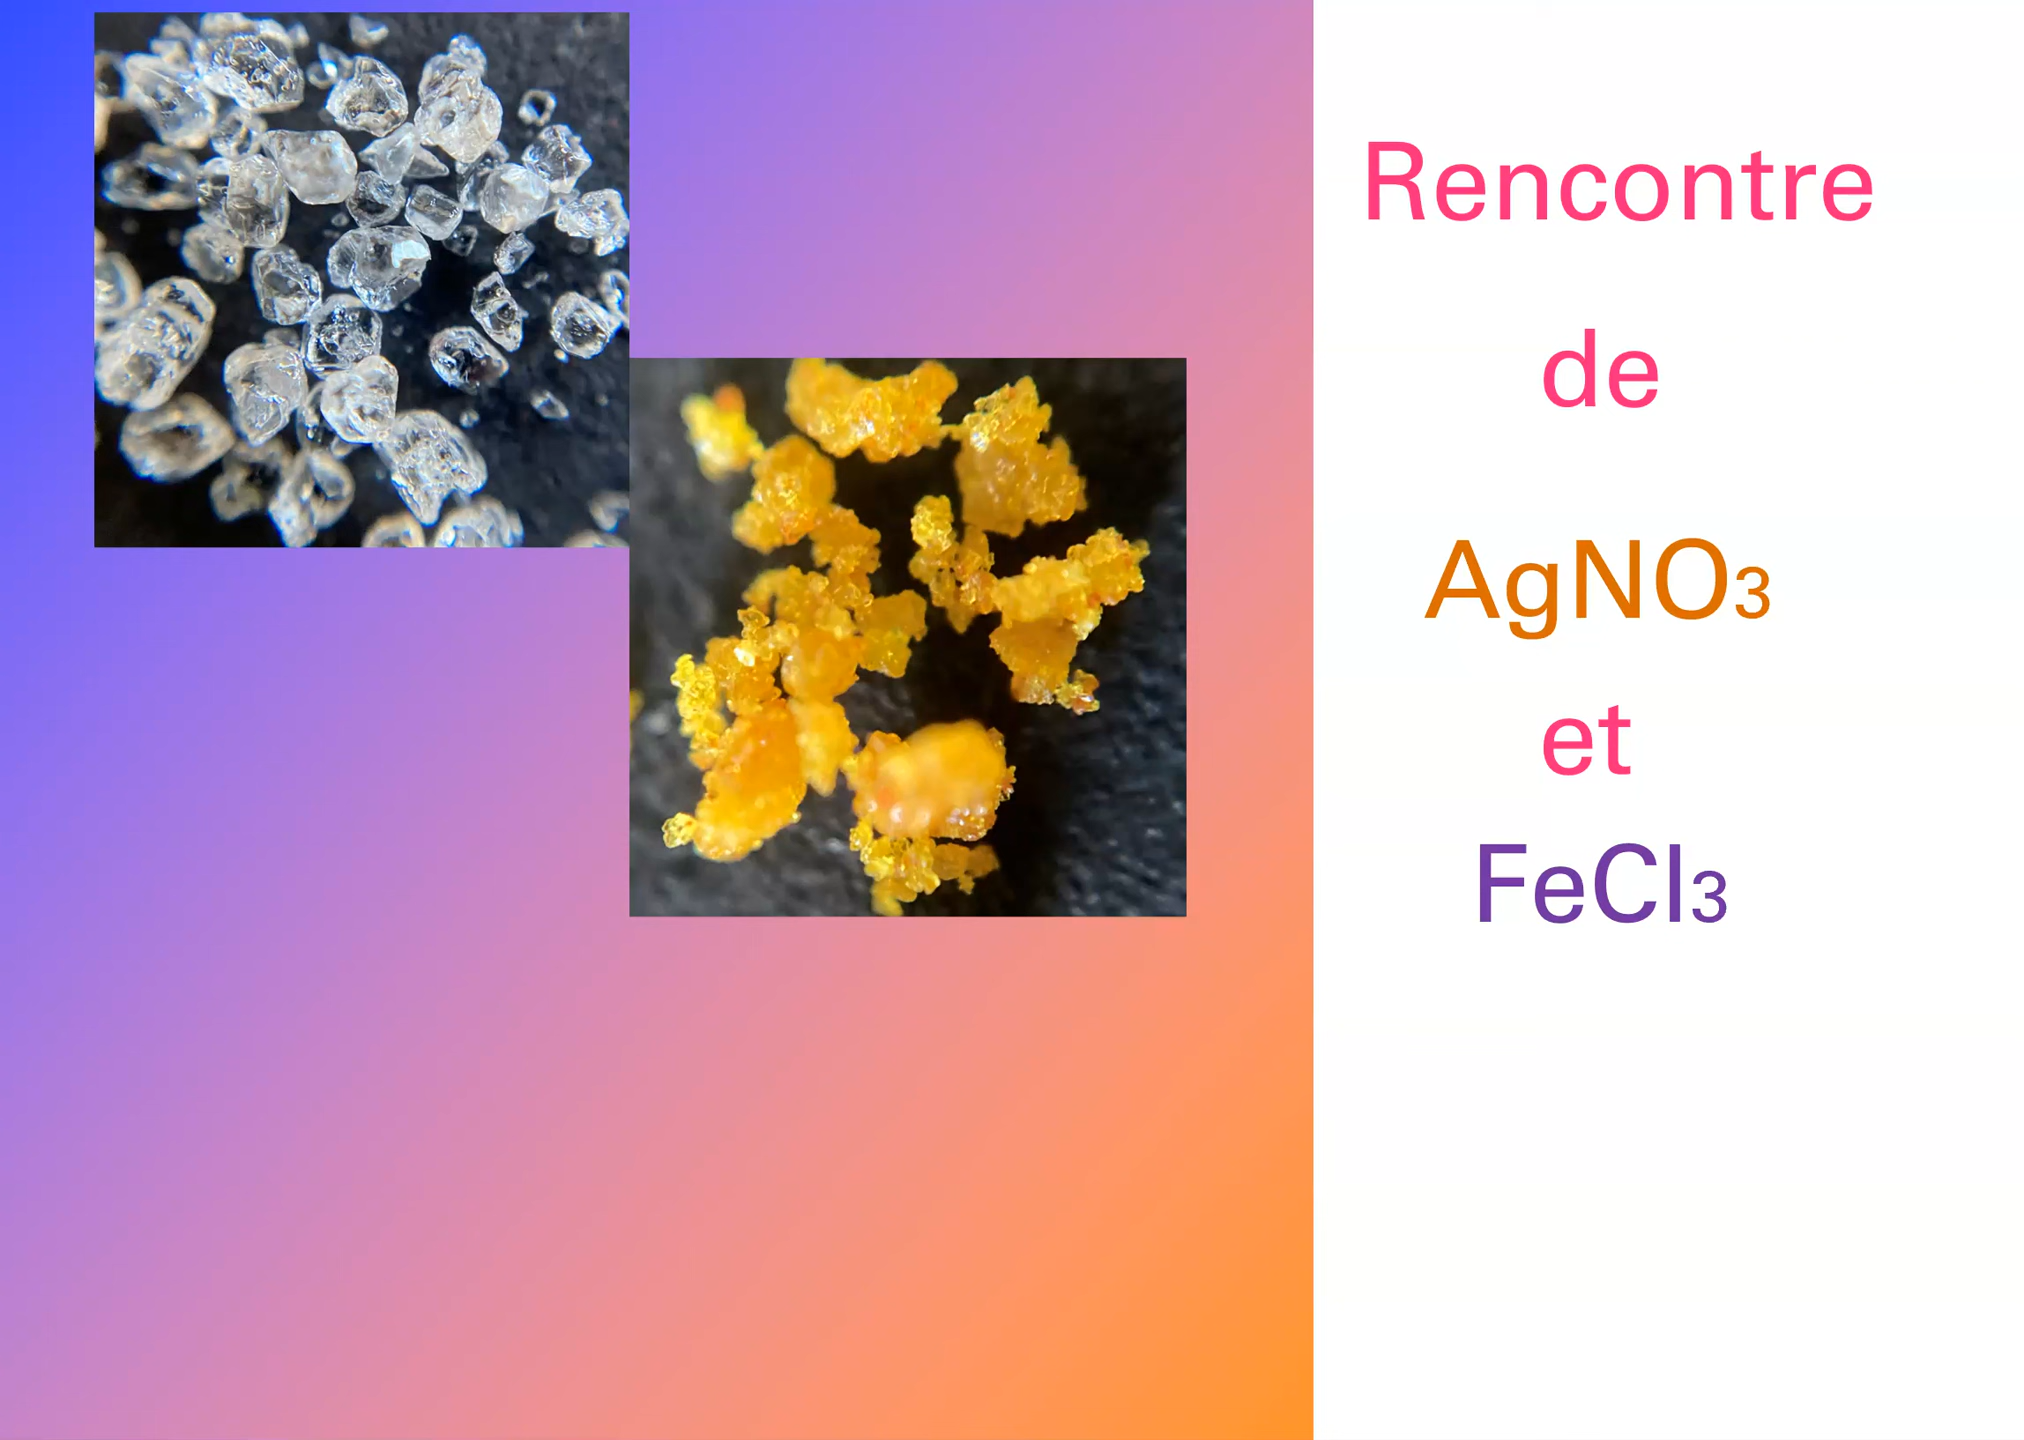 Rencontre
de
AgNO₃
et
FeCl₃